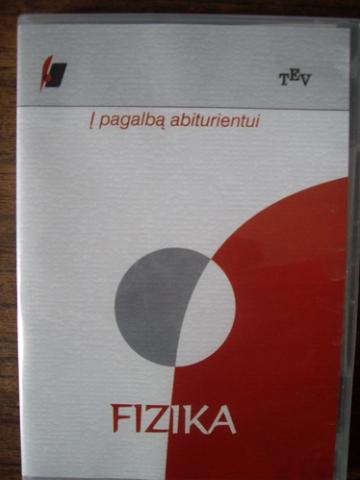 TEV
Į pagalbą abiturientui
FIZIKA